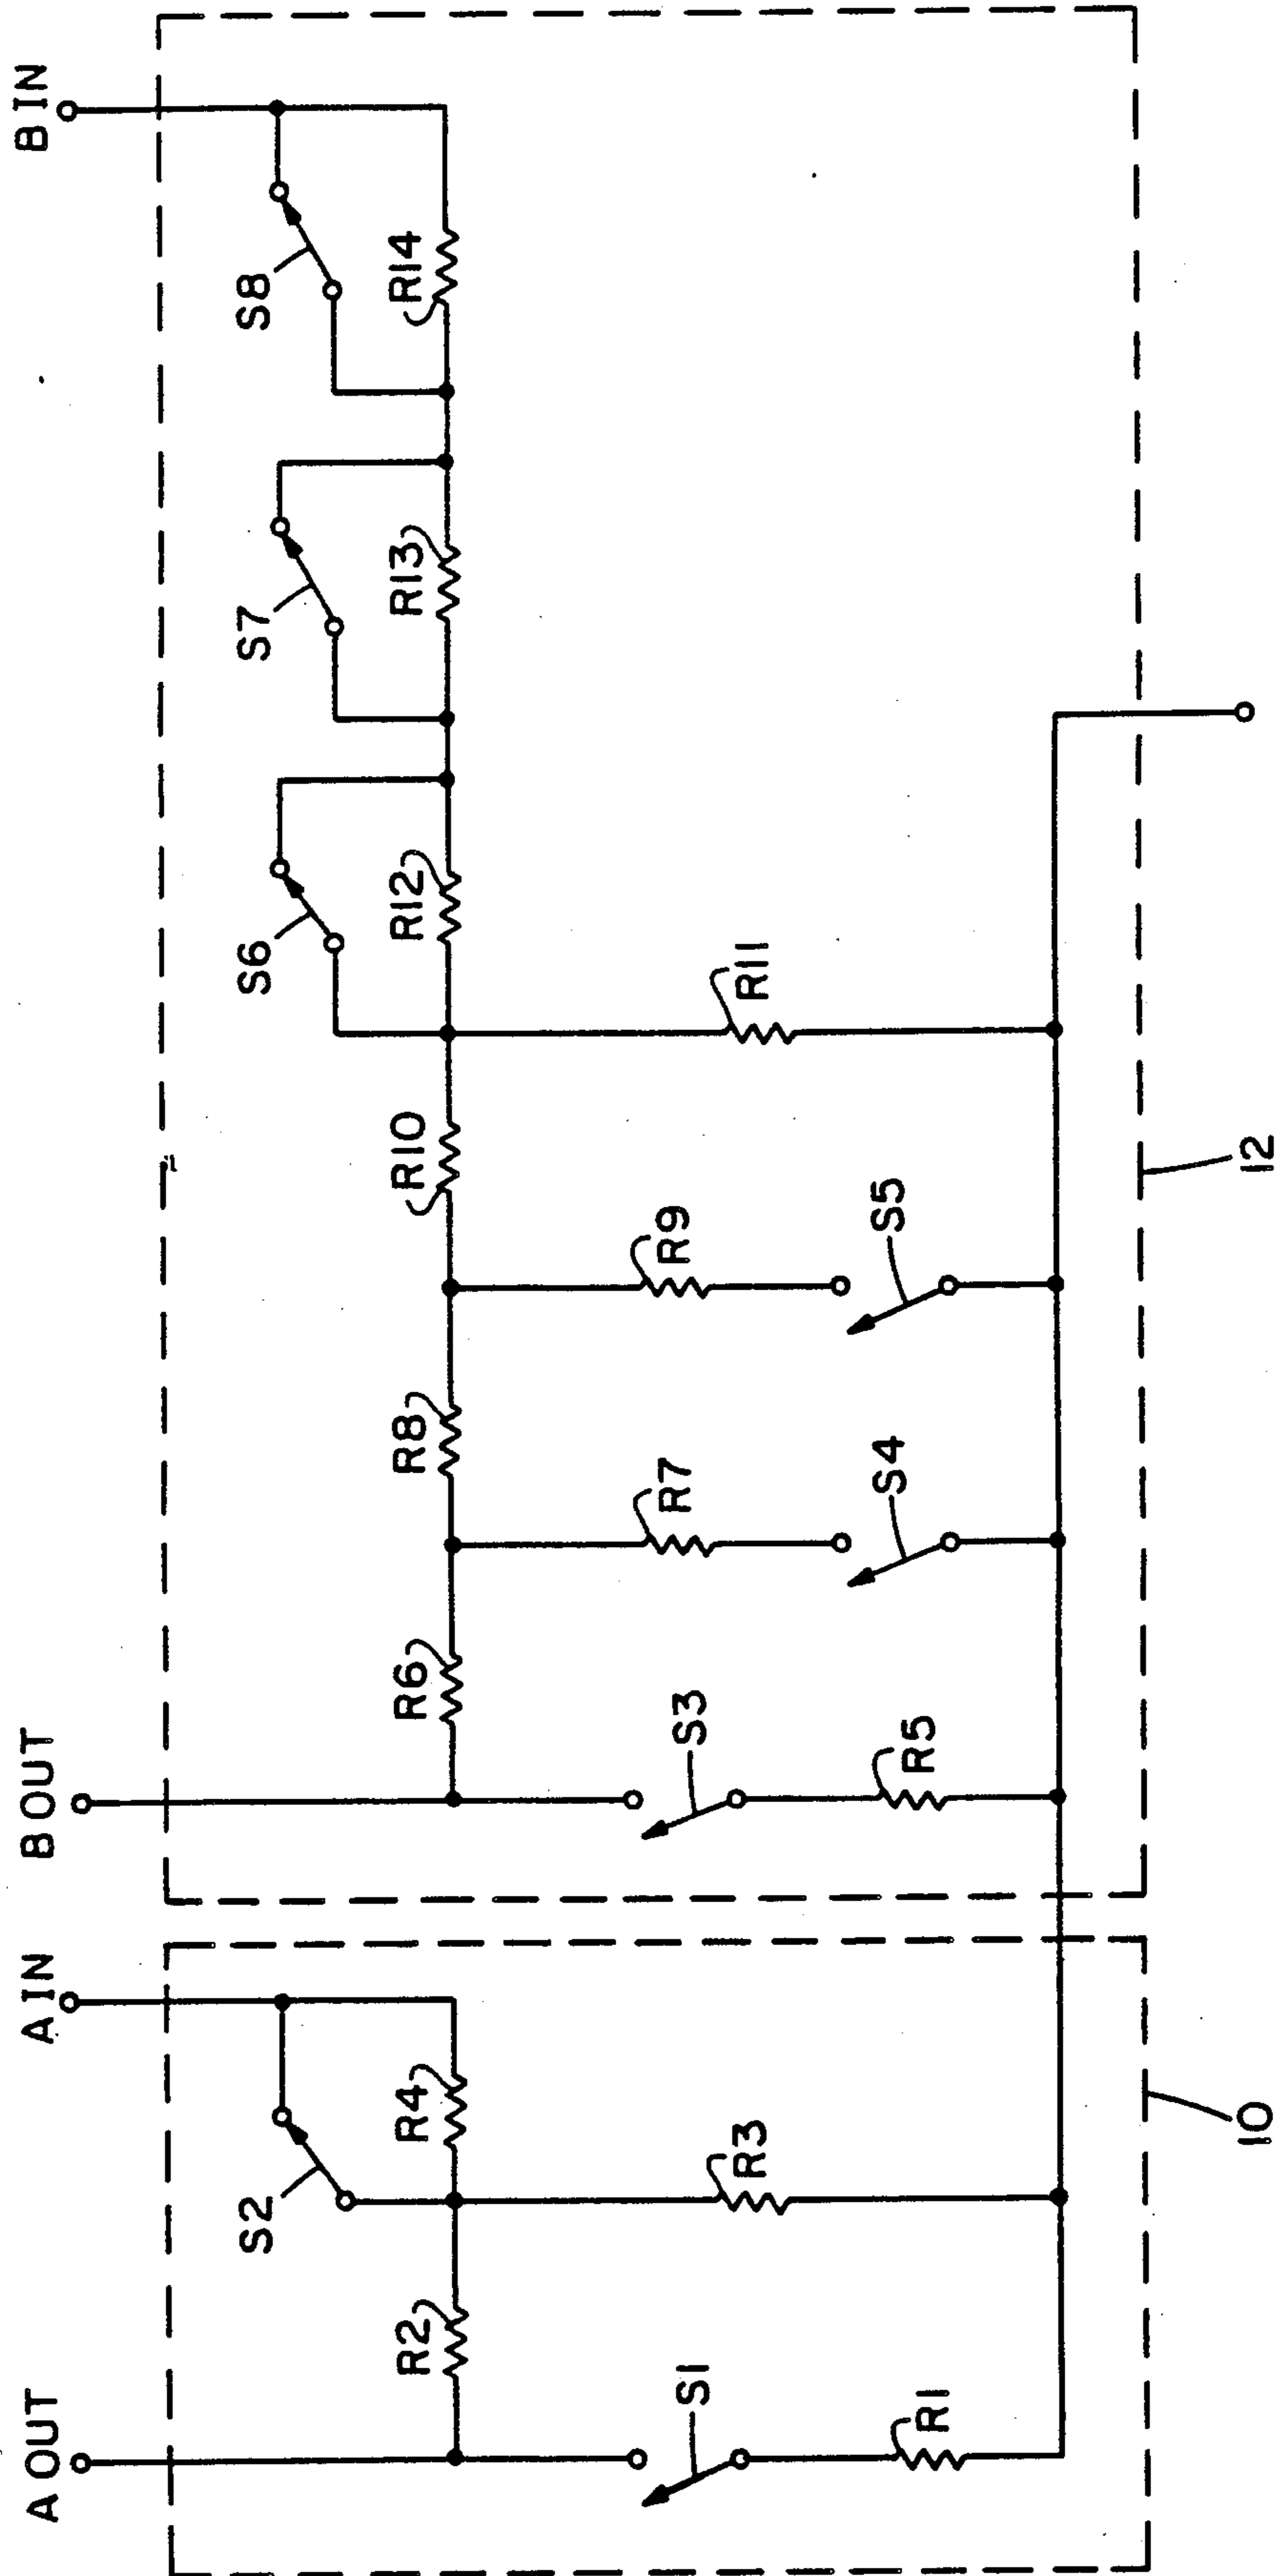 A OUT
A IN
B OUT
B IN
S2
S6
S7
S8
R2
R4
R6
R8
R10
R12
R13
R14
S1
S3
R7
R9
R3
R11
R1
R5
S4
S5
10
12